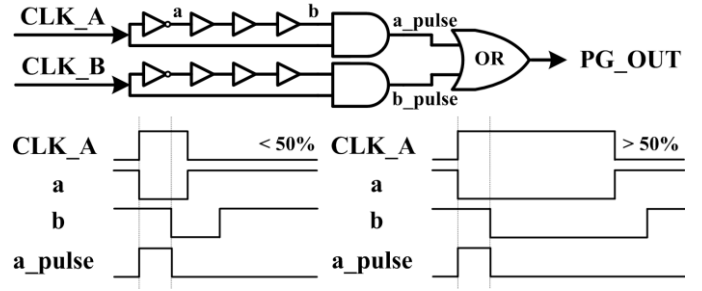 CLK_A a b a_pulse
OR PG_OUT
CLK_B b_pulse
CLK_A < 50% CLK_A > 50%
a a
b b
a_pulse a_pulse